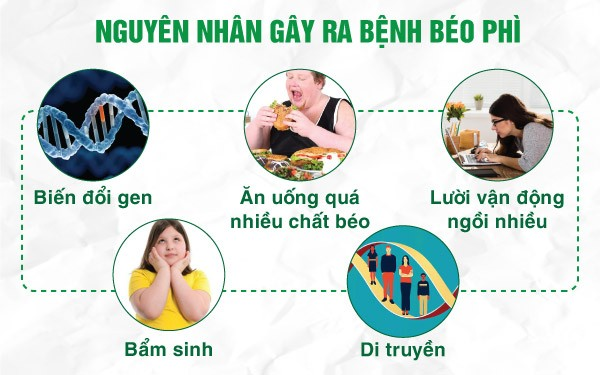 NGUYÊN NHÂN GÂY RA BỆNH BÉO PHÌ
Biến đổi gen
Ăn uống quá
nhiều chất béo
Lười vận động
ngồi nhiều
Bẩm sinh
Di truyền